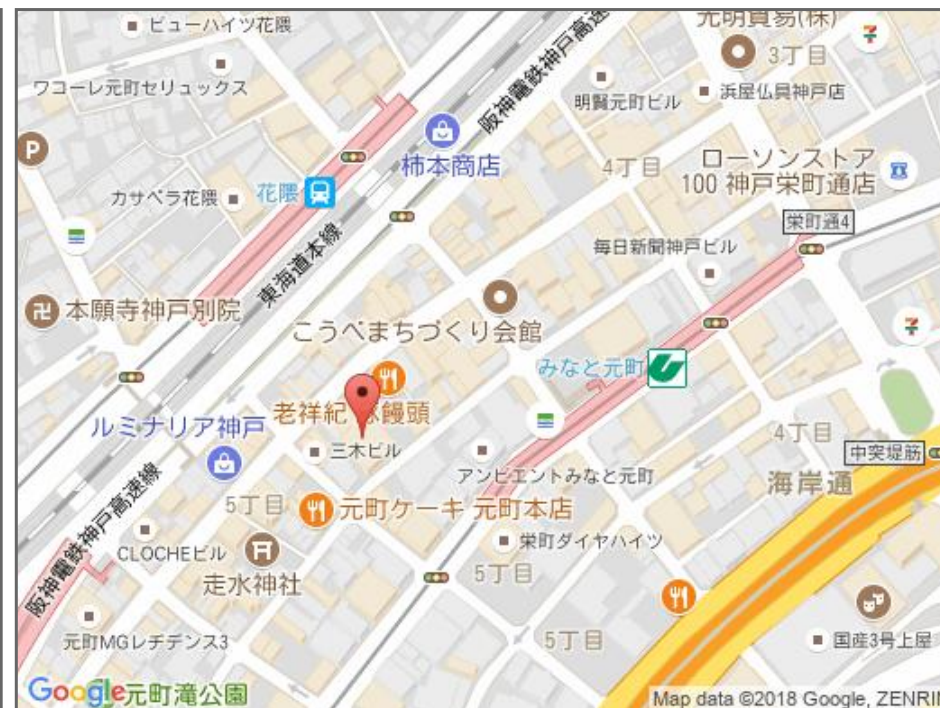 ビューハイツ花隈
光明貿易(株)
3丁目
ワコーレ元町セリュックス
阪神電鉄神戸高速
明賢元町ビル
浜屋仏具神戸店
P
柿本商店
4丁目
ローソンストア
100 神戸栄町通店
カサベラ花隈
花隈
栄町通4
東海道本線
毎日新聞神戸ビル
本願寺神戸別院
こうべまちづくり会館
みなと元町
老祥紀
饅頭
ルミナリア神戸
三木ビル
4丁目
中突堤筋
アンビエントみなと元町
海岸通
阪神電鉄神戸高速線
5丁目
元町ケーキ 元町本店
栄町ダイヤハイツ
CLOCHEビル
走水神社
5丁目
元町MGレヂデンス3
5丁目
国産3号上屋
Google
元町滝公園
Map data ©2018 Google, ZENRIN